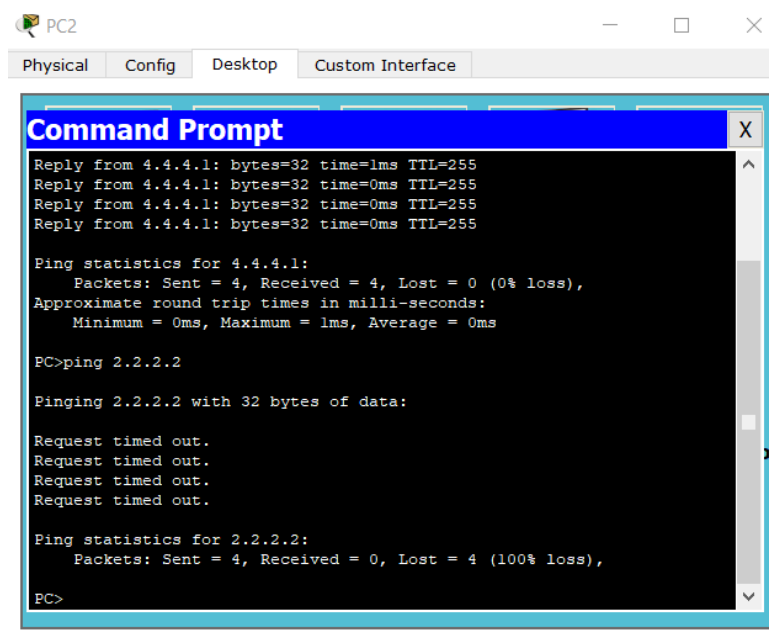 PC2
Physical Config Desktop Custom Interface
Command Prompt
X
Reply from 4.4.4.1: bytes=32 time=1ms TTL=255
Reply from 4.4.4.1: bytes=32 time=0ms TTL=255
Reply from 4.4.4.1: bytes=32 time=0ms TTL=255
Reply from 4.4.4.1: bytes=32 time=0ms TTL=255
Ping statistics for 4.4.4.1:
Packets: Sent = 4, Received = 4, Lost = 0 (0% loss),
Approximate round trip times in milli-seconds:
Minimum = 0ms, Maximum = 1ms, Average = 0ms
PC>ping 2.2.2.2
Pinging 2.2.2.2 with 32 bytes of data:
Request timed out.
Request timed out.
Request timed out.
Request timed out.
Ping statistics for 2.2.2.2:
Packets: Sent = 4, Received = 0, Lost = 4 (100% loss),
PC>